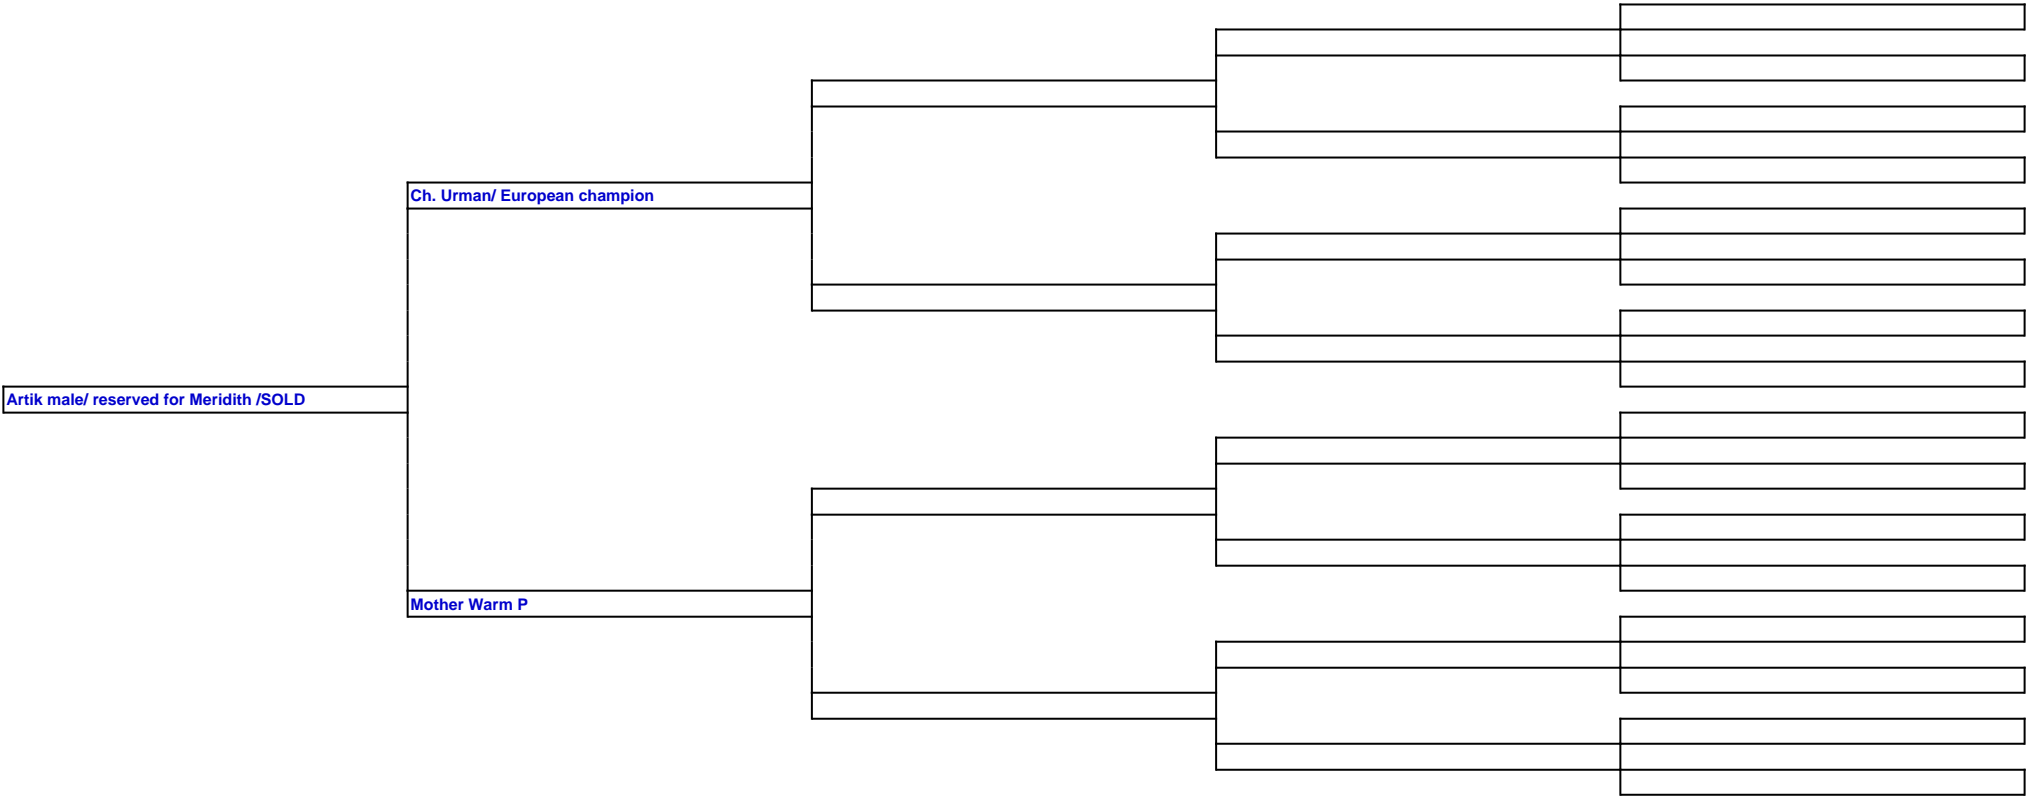 Ch. Urman/ European champion
Artik male/ reserved for Meridith /SOLD
Mother Warm P